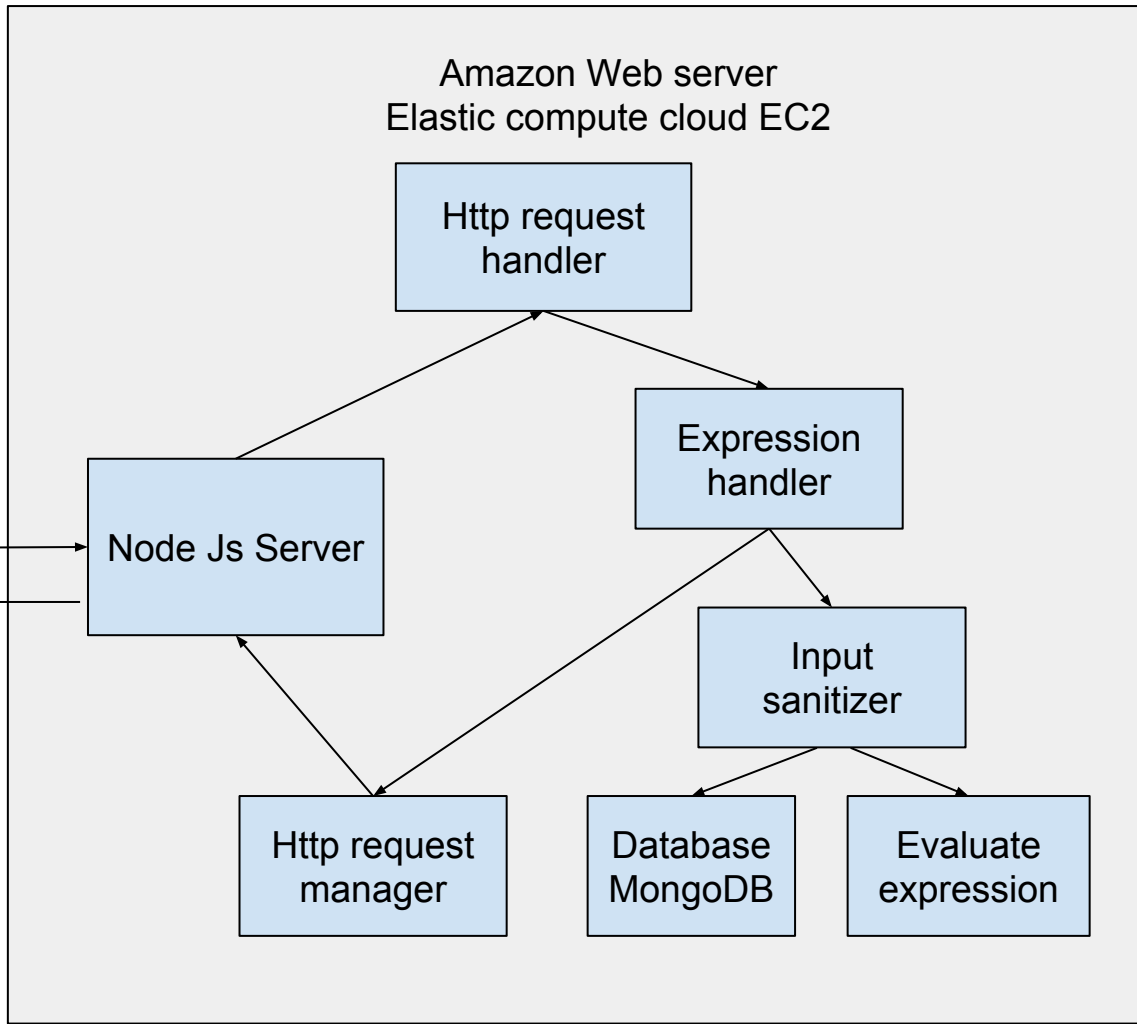 Amazon Web server
Elastic compute cloud EC2
Http request
handler
Expression
handler
Node Js Server
Input
sanitizer
Http request
manager
Database
MongoDB
Evaluate
expression